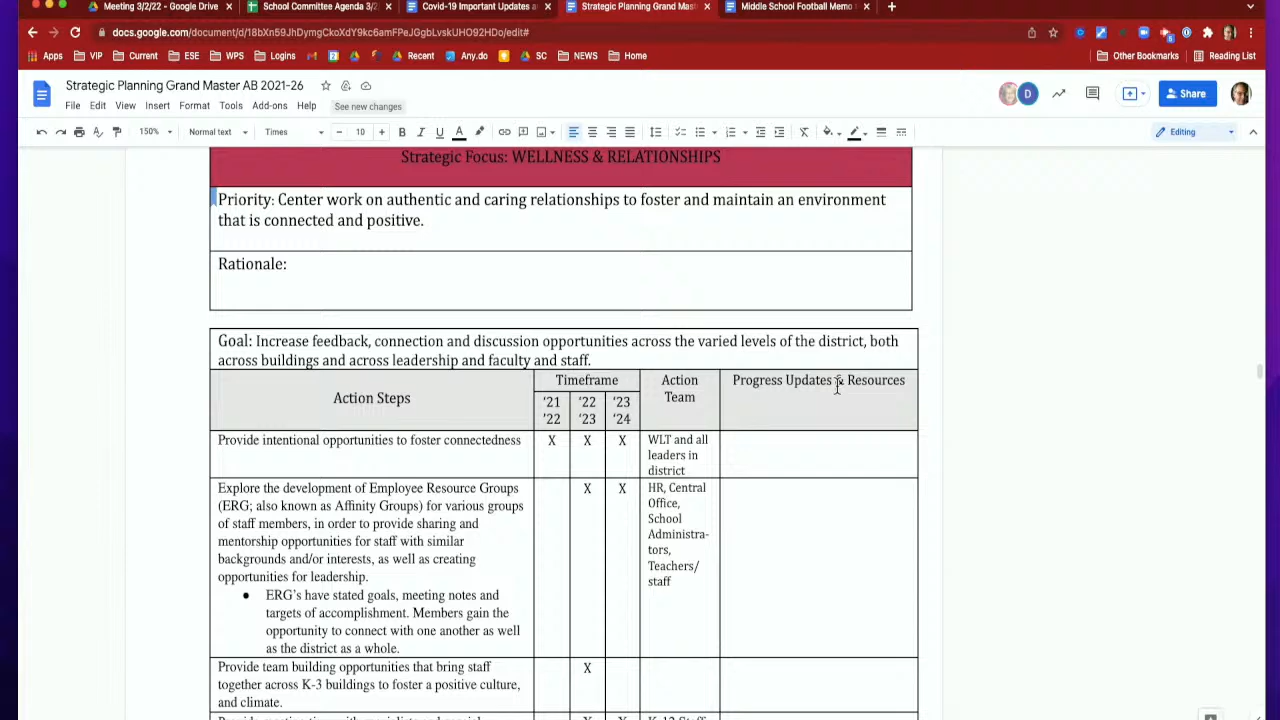 Meeting 3/2/22 - Google Drive
School Committee Agenda 3/2
Covid-19 Important Updates a
Strategic Planning Grand Mast
Middle School Football Memo
docs.google.com/document/d/18bXn59JhDymgCkoXdY9kc6amFPeJGgbLvskUHO92HDo/edit#
Apps VIP Current ESE WPS Logins Recent Any.do SC NEWS Home Other Bookmarks Reading List
Strategic Planning Grand Master AB 2021-26
D
Share
File Edit View Insert Format Tools Add-ons Help See new changes
150% Normal text Times 10 B I U A Editing
Strategic Focus: WELLNESS & RELATIONSHIPS
Priority: Center work on authentic and caring relationships to foster and maintain an environment
that is connected and positive.
Rationale:
Goal: Increase feedback, connection and discussion opportunities across the varied levels of the district, both
across buildings and across leadership and faculty and staff.
Action Steps
Timeframe
'21 '22 '23
'22 '23 '24
Action
Team
Progress Updates & Resources
Provide intentional opportunities to foster connectedness
X X X
WLT and all
leaders in
district
Explore the development of Employee Resource Groups
(ERG; also known as Affinity Groups) for various groups
of staff members, in order to provide sharing and
mentorship opportunities for staff with similar
backgrounds and/or interests, as well as creating
opportunities for leadership.
● ERG's have stated goals, meeting notes and
targets of accomplishment. Members gain the
opportunity to connect with one another as well
as the district as a whole.
X X
HR, Central
Office,
School
Administra-
tors,
Teachers/
staff
Provide team building opportunities that bring staff
together across K-3 buildings to foster a positive culture,
and climate.
X